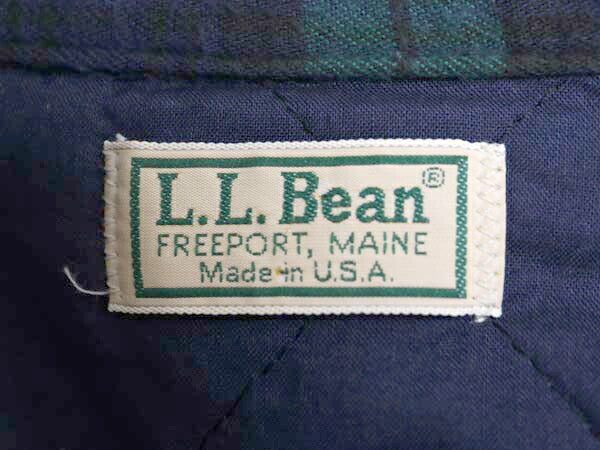 L.L. Bean®
FREEPORT, MAINE
Made in U.S.A.